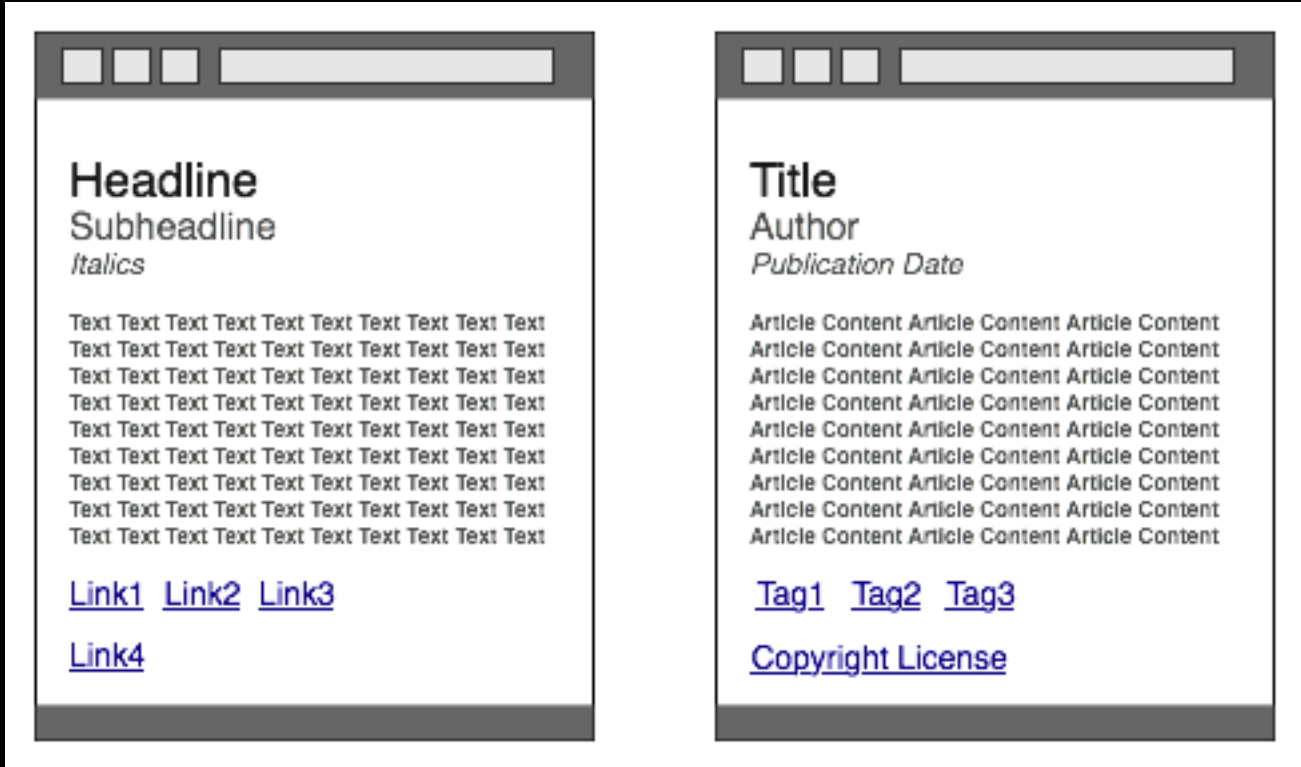 Headline
Subheadline
Italics
Text Text Text Text Text Text Text Text Text Text
Text Text Text Text Text Text Text Text Text Text
Text Text Text Text Text Text Text Text Text Text
Text Text Text Text Text Text Text Text Text Text
Text Text Text Text Text Text Text Text Text Text
Text Text Text Text Text Text Text Text Text Text
Text Text Text Text Text Text Text Text Text Text
Text Text Text Text Text Text Text Text Text Text
Text Text Text Text Text Text Text Text Text Text
Link1 Link2 Link3
Link4
Title
Author
Publication Date
Article Content Article Content Article Content
Article Content Article Content Article Content
Article Content Article Content Article Content
Article Content Article Content Article Content
Article Content Article Content Article Content
Article Content Article Content Article Content
Article Content Article Content Article Content
Article Content Article Content Article Content
Article Content Article Content Article Content
Tag1 Tag2 Tag3
Copyright License